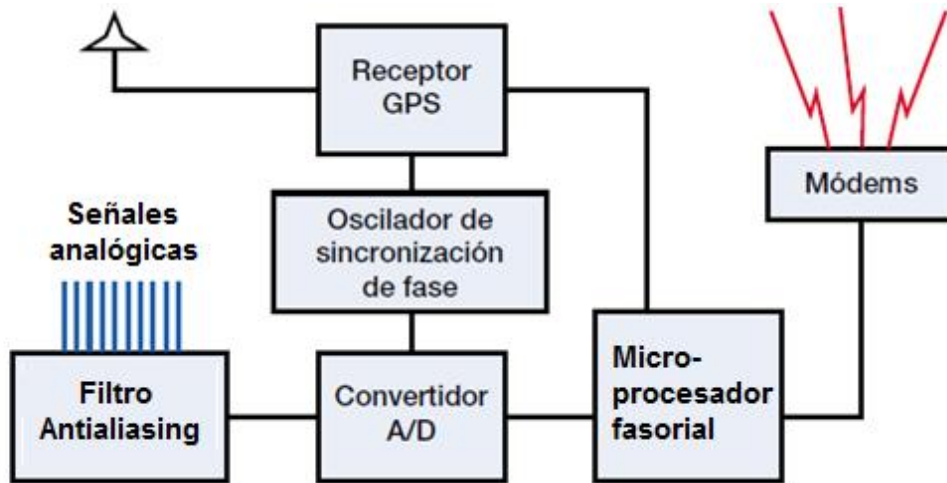 Receptor
GPS
Módems
Señales
analógicas
Oscilador de
sincronización
de fase
Filtro
Antialiasing
Convertidor
A/D
Micro-
procesador
fasorial